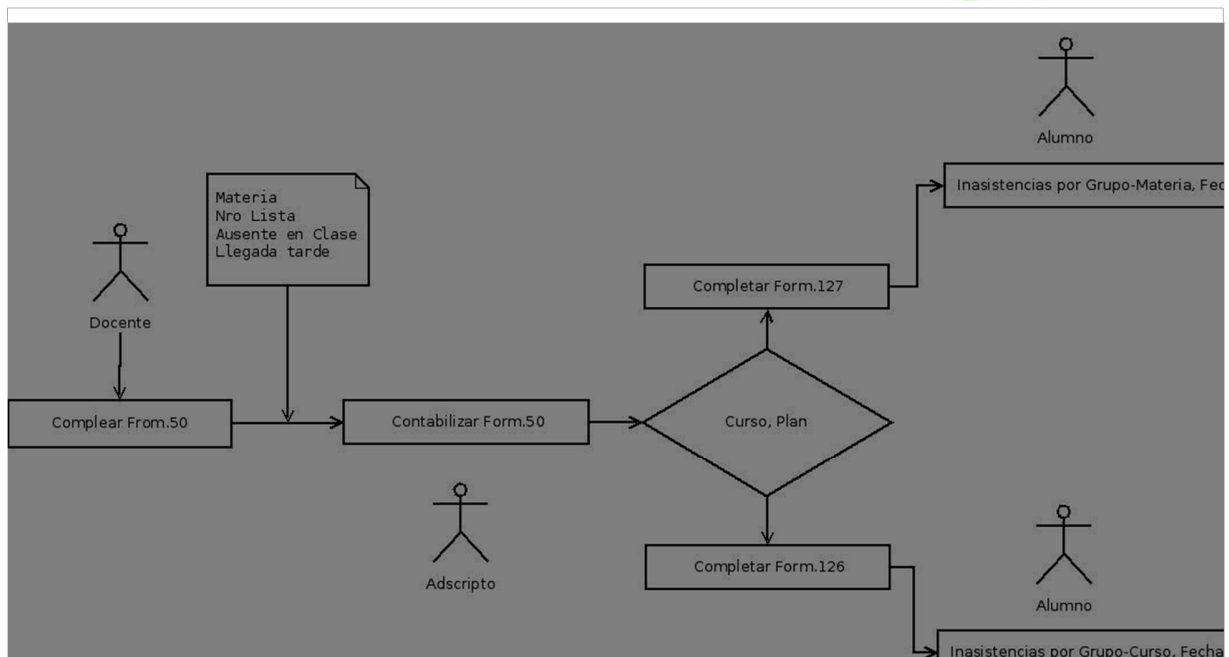 Alumno
Inasistencias por Grupo-Materia, Fec
Materia
Nro Lista
Ausente en Clase
Llegada tarde
Docente
Completar Form.127
Complear From.50
Contabilizar Form.50
Curso, Plan
Adscripto
Completar Form.126
Alumno
Inasistencias por Grupo-Curso, Fecha